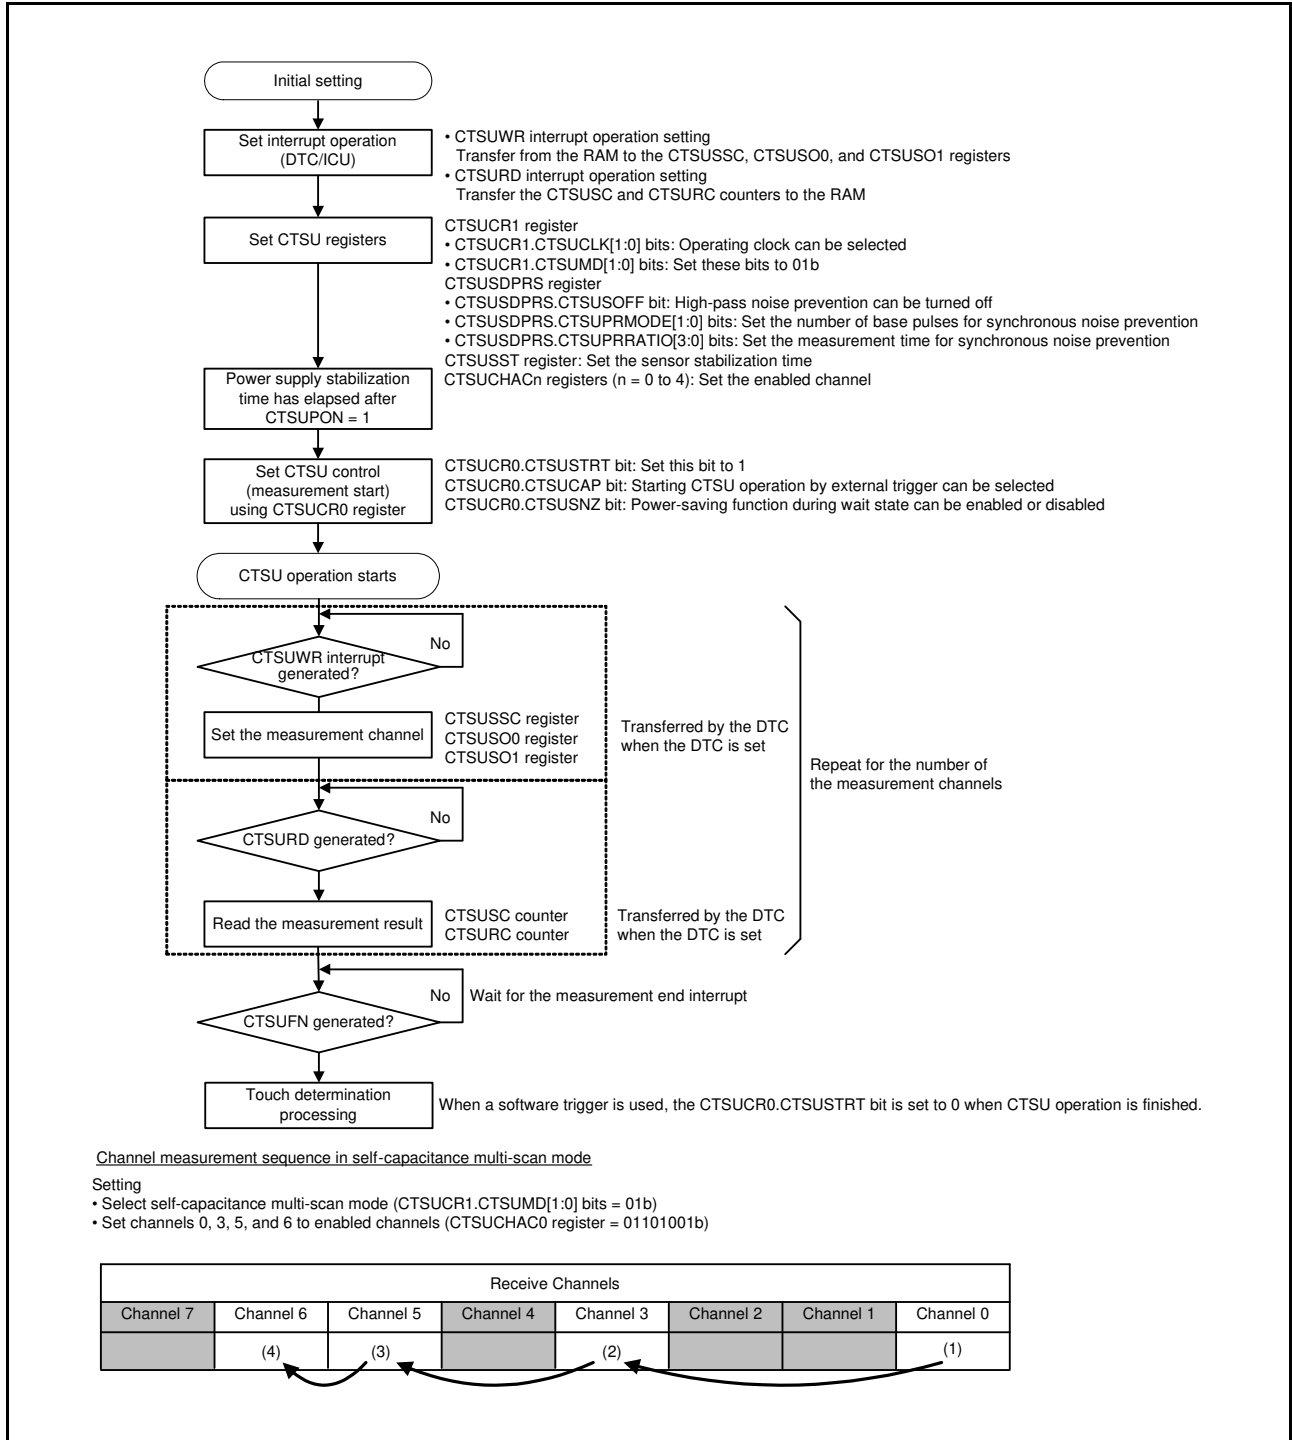 Initial setting
Set interrupt operation
(DTC/ICU)
• CTSUWR interrupt operation setting
Transfer from the RAM to the CTSUSSC, CTSUSO0, and CTSUSO1 registers
• CTSURD interrupt operation setting
Transfer the CTSUSC and CTSURC counters to the RAM
Set CTSU registers
CTSUCR1 register
• CTSUCR1.CTSUCLK[1:0] bits: Operating clock can be selected
• CTSUCR1.CTSUMD[1:0] bits: Set these bits to 01b
CTSUSDPRS register
• CTSUSDPRS.CTSUSOFF bit: High-pass noise prevention can be turned off
• CTSUSDPRS.CTSUPRMODE[1:0] bits: Set the number of base pulses for synchronous noise prevention
• CTSUSDPRS.CTSUPRRATIO[3:0] bits: Set the measurement time for synchronous noise prevention
CTSUSST register: Set the sensor stabilization time
CTSUCHACn registers (n = 0 to 4): Set the enabled channel
Power supply stabilization
time has elapsed after
CTSUPON = 1
Set CTSU control
(measurement start)
using CTSUCR0 register
CTSUCR0.CTSUSTRT bit: Set this bit to 1
CTSUCR0.CTSUCAP bit: Starting CTSU operation by external trigger can be selected
CTSUCR0.CTSUSNZ bit: Power-saving function during wait state can be enabled or disabled
CTSU operation starts
No
CTSUWR interrupt
generated?
Set the measurement channel
CTSUSSC register
CTSUSO0 register
CTSUSO1 register
Transferred by the DTC
when the DTC is set
Repeat for the number of
the measurement channels
No
CTSURD generated?
Read the measurement result
CTSUSC counter
CTSURC counter
Transferred by the DTC
when the DTC is set
No
Wait for the measurement end interrupt
CTSUFN generated?
Touch determination
processing
When a software trigger is used, the CTSUCR0.CTSUSTRT bit is set to 0 when CTSU operation is finished.
Channel measurement sequence in self-capacitance multi-scan mode
Setting
• Select self-capacitance multi-scan mode (CTSUCR1.CTSUMD[1:0] bits = 01b)
• Set channels 0, 3, 5, and 6 to enabled channels (CTSUCHAC0 register = 01101001b)
Receive Channels
Channel 7 Channel 6 Channel 5 Channel 4 Channel 3 Channel 2 Channel 1 Channel 0
(4) (3) (2) (1)